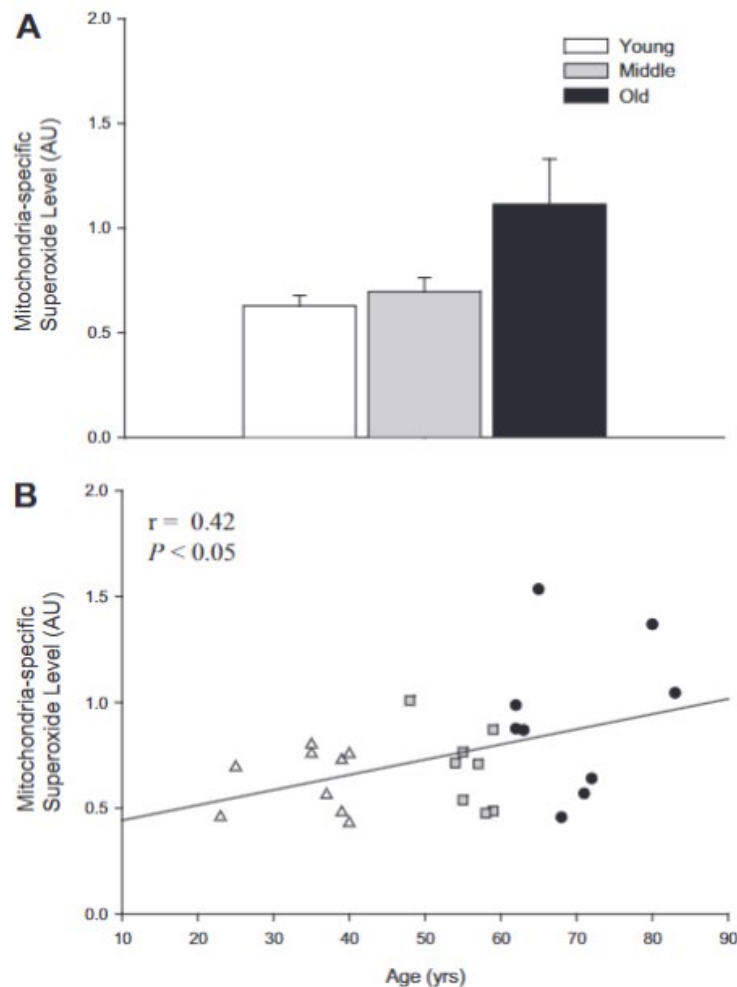 A
2.0
Young
Middle
Old
1.5
1.0
0.5
0.0
Mitochondria-specific
Superoxide Level (AU)
B
2.0
r = 0.42
P < 0.05
1.5
1.0
0.5
0.0
Mitochondria-specific
Superoxide Level (AU)
10 20 30 40 50 60 70 80 90
Age (yrs)